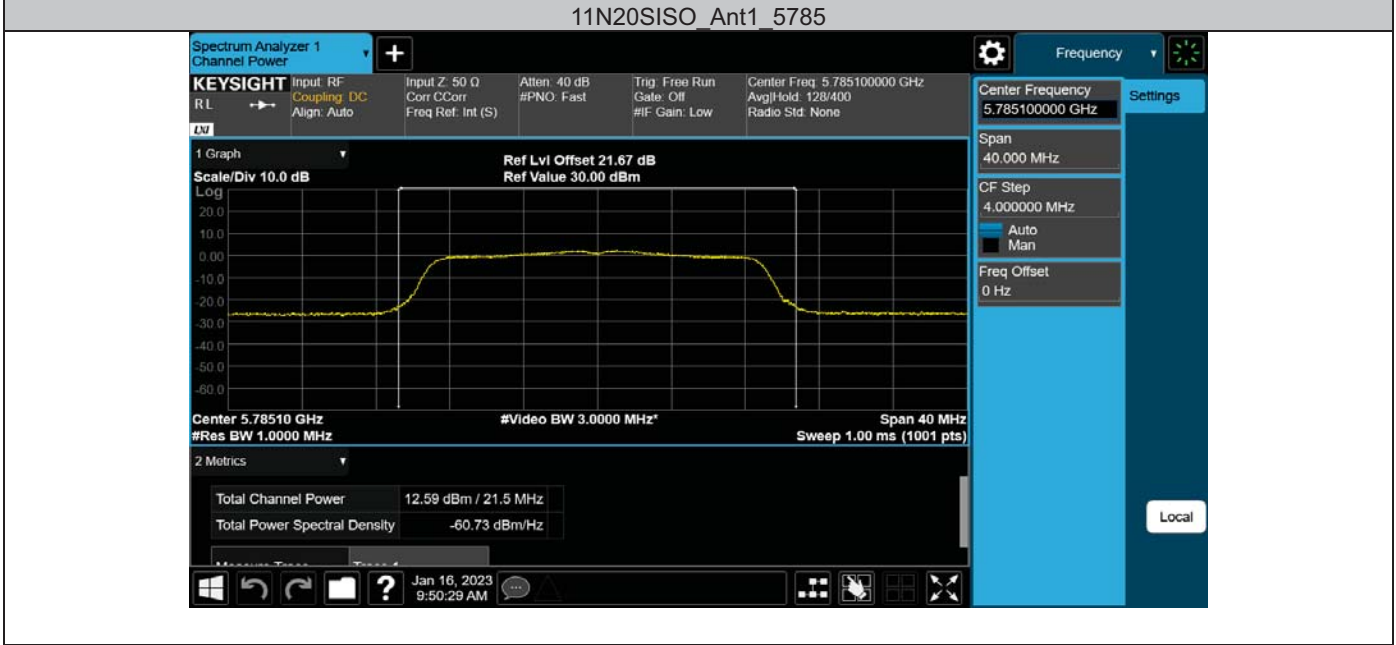 11N20SISO_Ant1_5785
Spectrum Analyzer 1
Channel Power
+
Frequency
KEYSIGHT
RL
LXI
Input: RF
Coupling: DC
Align: Auto
Input Z: 50 Ω
Corr CCorr
Freq Ref: Int (S)
Atten: 40 dB
#PNO: Fast
Trig: Free Run
Gate: Off
#IF Gain: Low
Center Freq: 5.785100000 GHz
Avg|Hold: 128/400
Radio Std: None
Center Frequency
5.785100000 GHz
Settings
Span
40.000 MHz
CF Step
4.000000 MHz
Auto
Man
Freq Offset
0 Hz
Local
1 Graph
Scale/Div 10.0 dB
Ref Lvl Offset 21.67 dB
Ref Value 30.00 dBm
Log
20.0
10.0
0.00
-10.0
-20.0
-30.0
-40.0
-50.0
-60.0
Center 5.78510 GHz
#Video BW 3.0000 MHz*
Span 40 MHz
#Res BW 1.0000 MHz
Sweep 1.00 ms (1001 pts)
2 Metrics
Total Channel Power 12.59 dBm / 21.5 MHz
Total Power Spectral Density -60.73 dBm/Hz
?
Jan 16, 2023
9:50:29 AM